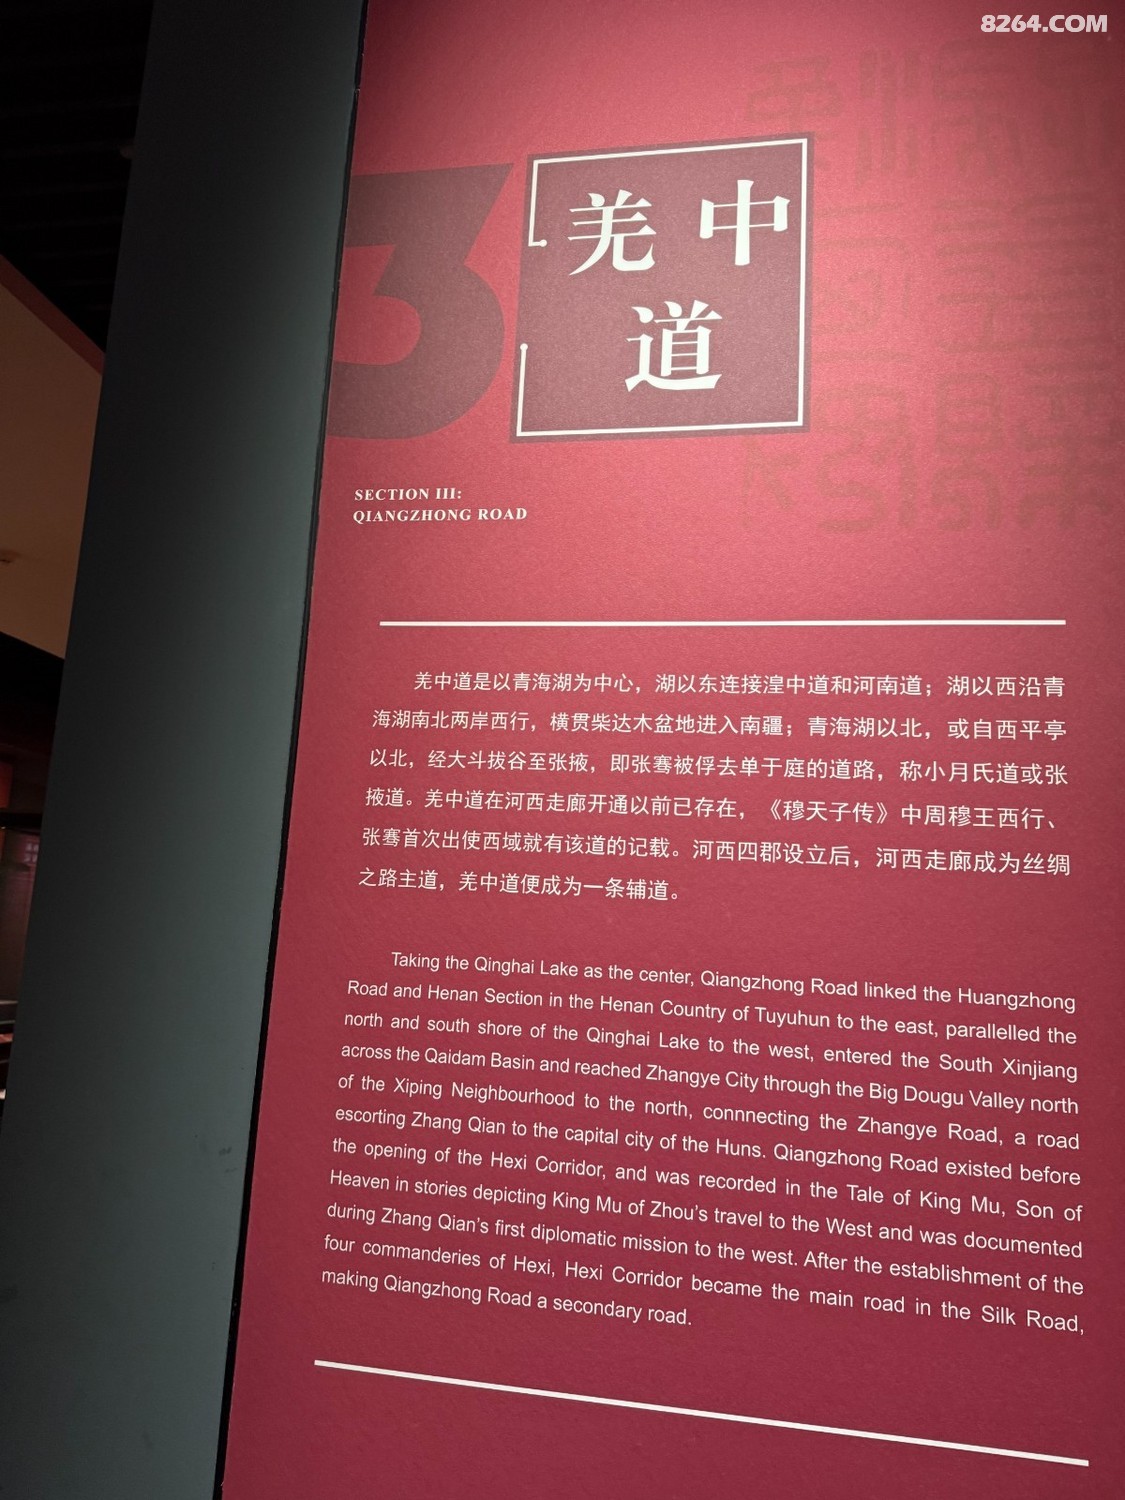 8264.COM
3
羌中
道
SECTION III:
QIANGZHONG ROAD
羌中道是以青海湖为中心，湖以东连接湟中道和河南道；湖以西沿青
海湖南北两岸西行，横贯柴达木盆地进入南疆；青海湖以北，或自西平亭
以北，经大斗拔谷至张掖，即张骞被俘去单于庭的道路，称小月氏道或张
掖道。羌中道在河西走廊开通以前已存在，《穆天子传》中周穆王西行、
张骞首次出使西域就有该道的记载。河西四郡设立后，河西走廊成为丝绸
之路主道，羌中道便成为一条辅道。
Taking the Qinghai Lake as the center, Qiangzhong Road linked the Huangzhong
Road and Henan Section in the Henan Country of Tuyuhun to the east, parallelled the
north and south shore of the Qinghai Lake to the west, entered the South Xinjiang
across the Qaidam Basin and reached Zhangye City through the Big Dougu Valley north
of the Xiping Neighbourhood to the north, connnecting the Zhangye Road, a road
escorting Zhang Qian to the capital city of the Huns. Qiangzhong Road existed before
the opening of the Hexi Corridor, and was recorded in the Tale of King Mu, Son of
Heaven in stories depicting King Mu of Zhou's travel to the West and was documented
during Zhang Qian's first diplomatic mission to the west. After the establishment of the
four commanderies of Hexi, Hexi Corridor became the main road in the Silk Road,
making Qiangzhong Road a secondary road.